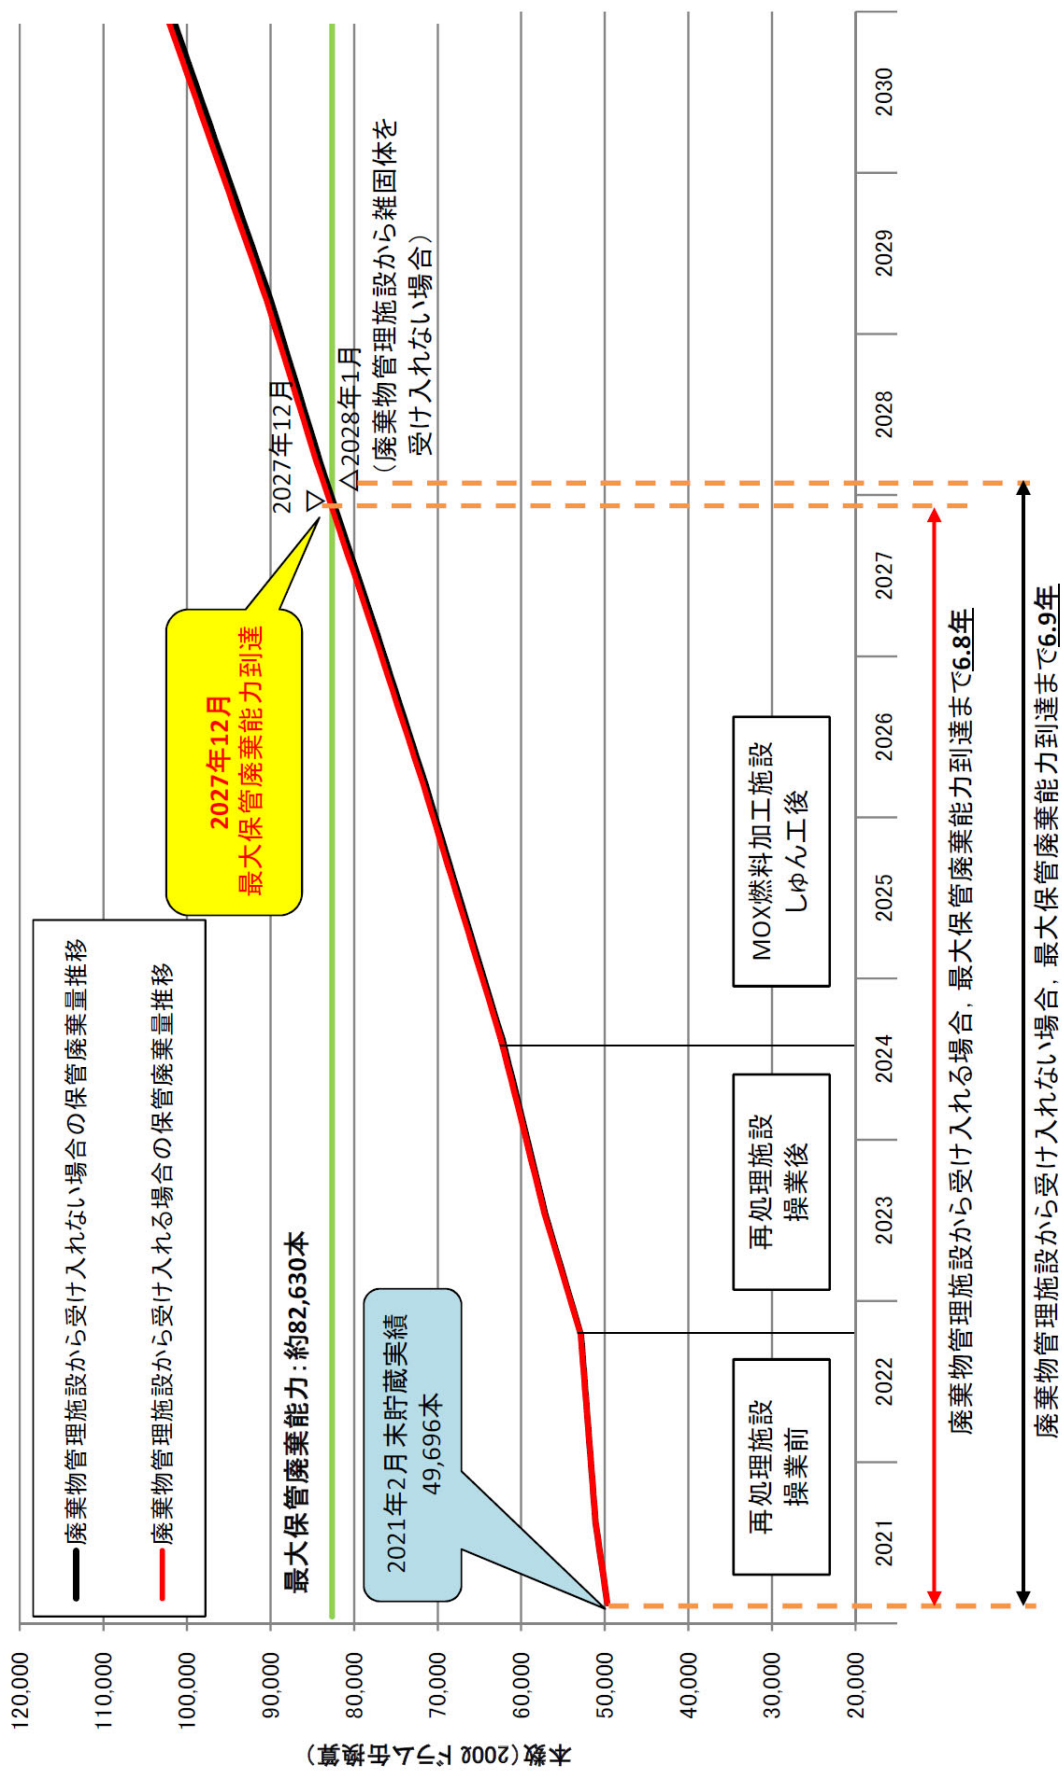 120,000
110,000
100,000
90,000
80,000
70,000
60,000
50,000
40,000
30,000
20,000
本数(200ℓドラム缶換算)
廃棄物管理施設から受け入れない場合の保管廃棄量推移
廃棄物管理施設から受け入れる場合の保管廃棄量推移
最大保管廃棄能力:約82,630本
2021年2月末貯蔵実績
49,696本
2027年12月
最大保管廃棄能力到達
2027年12月
▽
△2028年1月
(廃棄物管理施設から雑固体を
受け入れない場合)
再処理施設
操業前
再処理施設
操業後
MOX燃料加工施設
しゅん工後
2021
2022
2023
2024
2025
2026
2027
2028
2029
2030
廃棄物管理施設から受け入れる場合,最大保管廃棄能力到達まで6.8年
廃棄物管理施設から受け入れない場合,最大保管廃棄能力到達まで6.9年